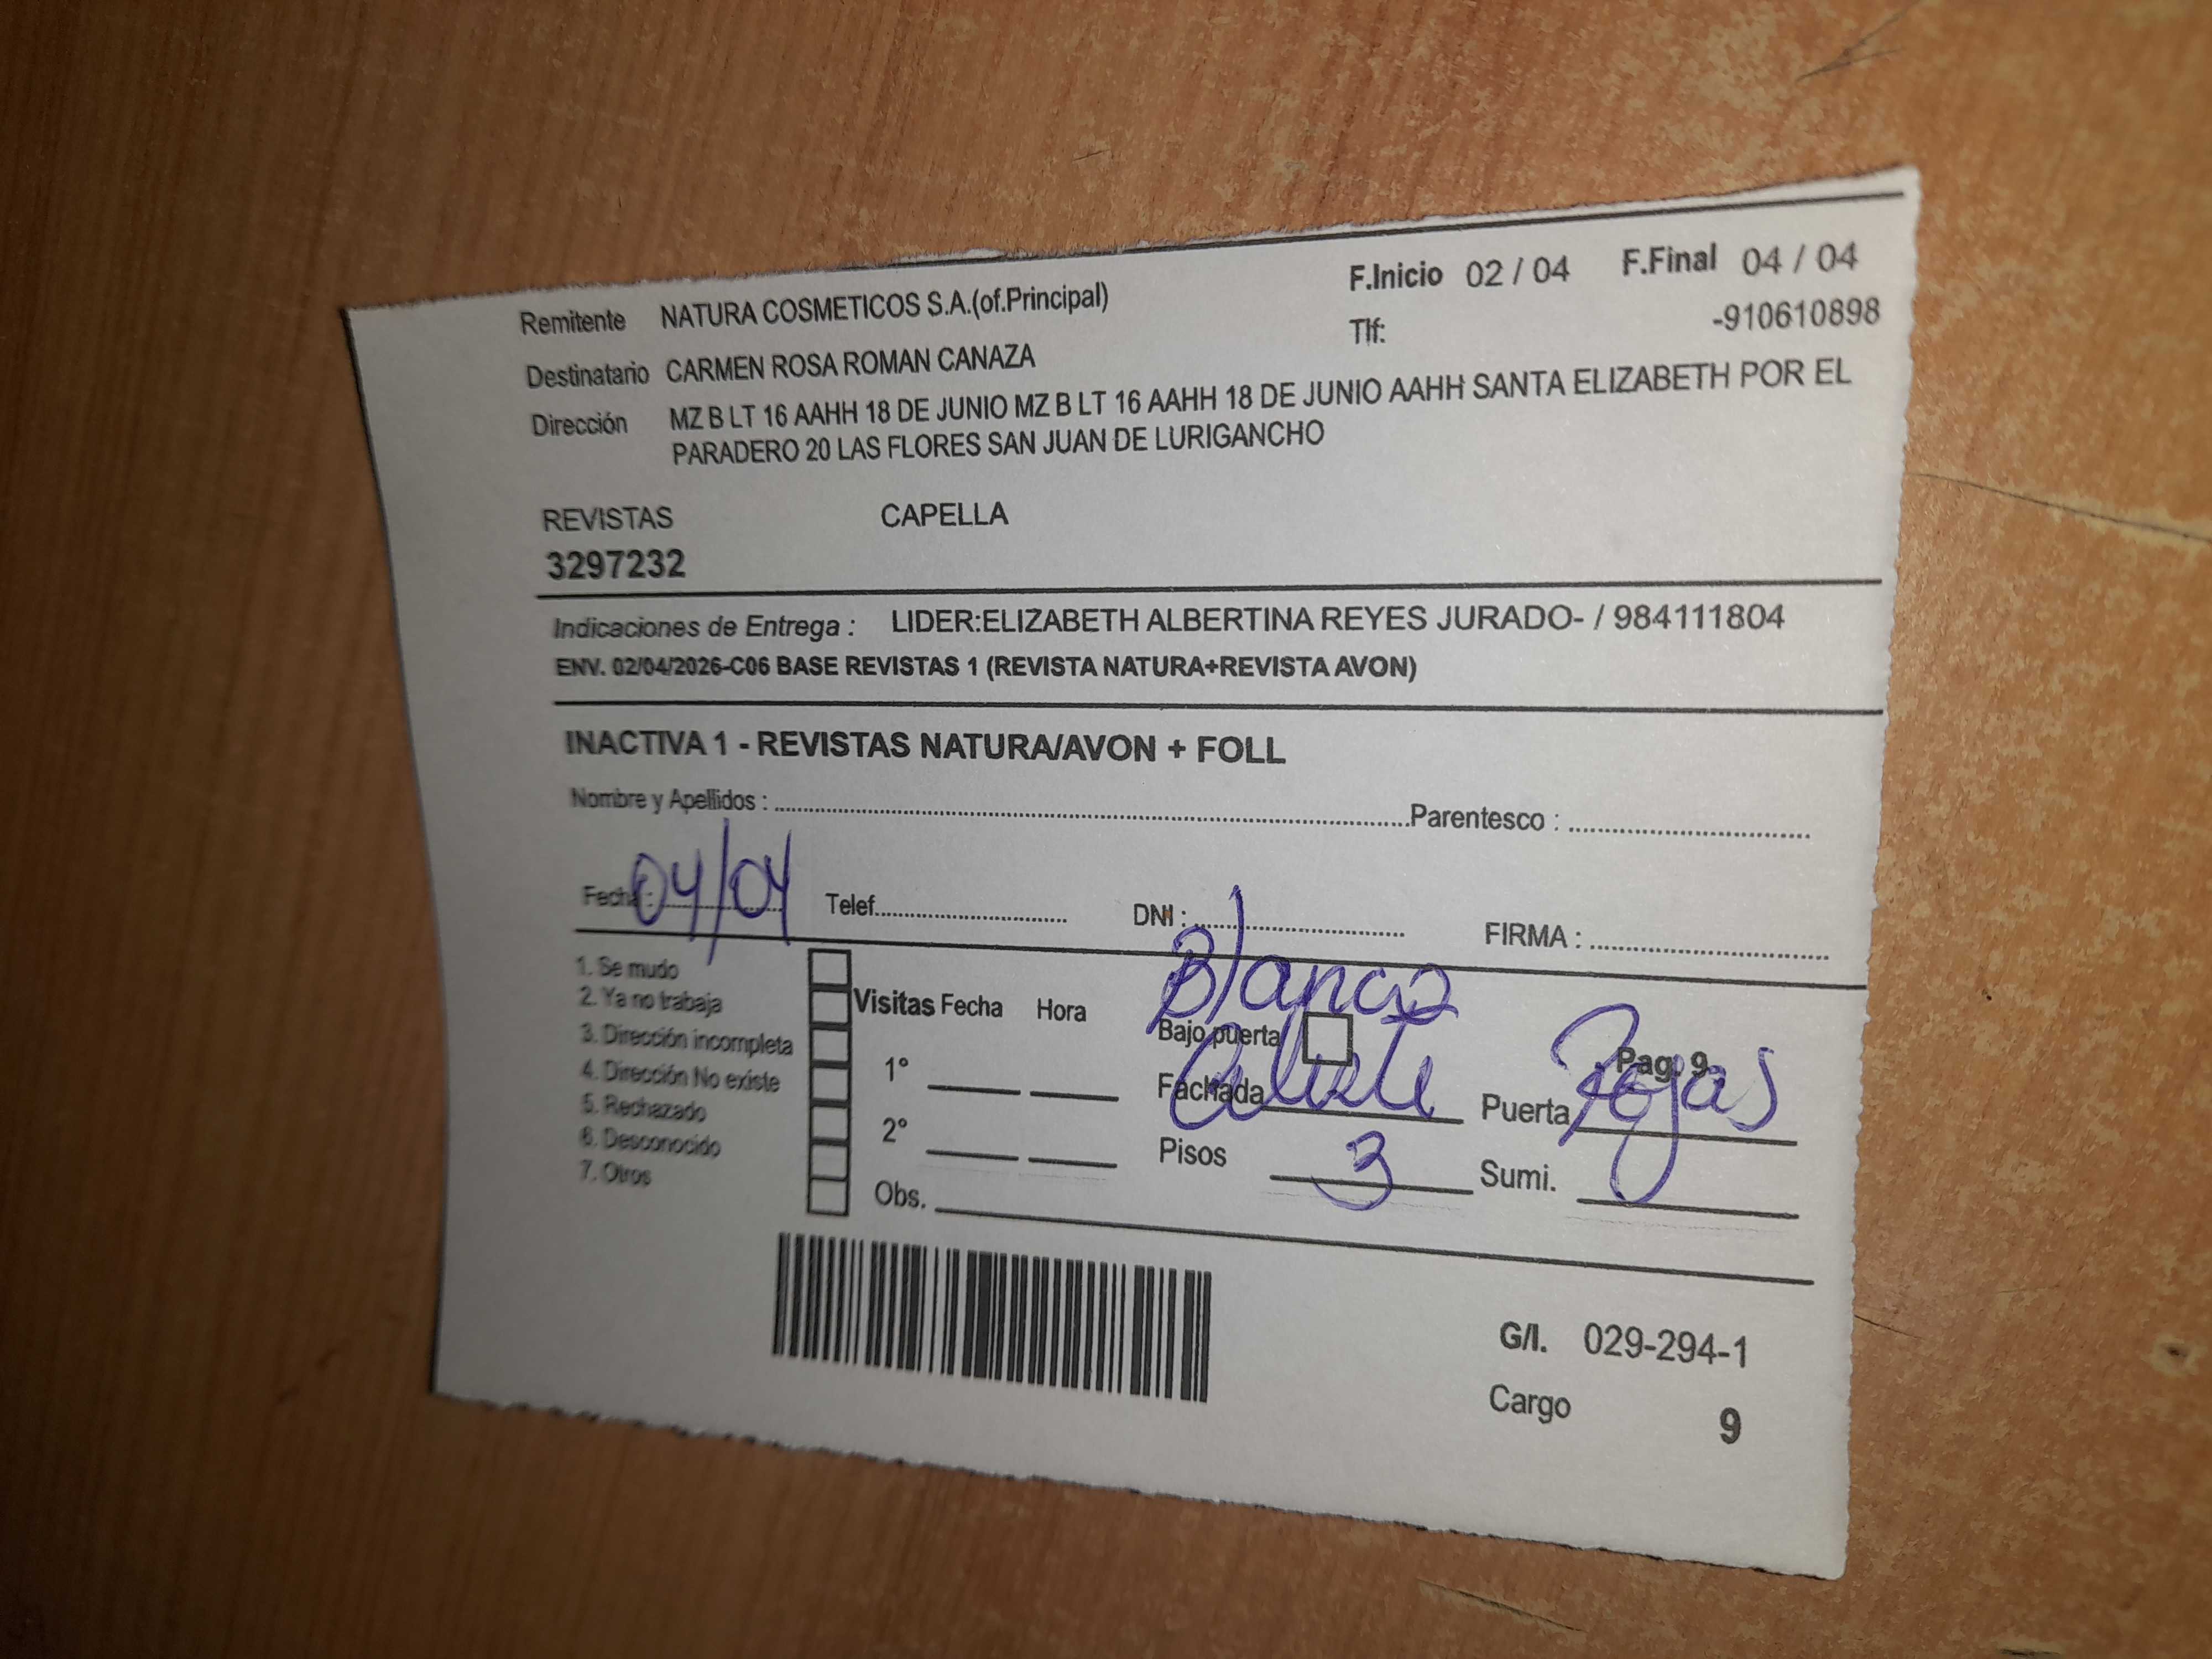 Remitente NATURA COSMETICOS S.A.(of.Principal) F.Inicio 02 / 04 F.Final 04 / 04
Destinatario CARMEN ROSA ROMAN CANAZA Tlf: -910610898
Dirección MZ B LT 16 AAHH 18 DE JUNIO MZ B LT 16 AAHH 18 DE JUNIO AAHH SANTA ELIZABETH POR EL
PARADERO 20 LAS FLORES SAN JUAN DE LURIGANCHO
REVISTAS CAPELLA
3297232
Indicaciones de Entrega : LIDER:ELIZABETH ALBERTINA REYES JURADO- / 984111804
ENV. 02/04/2026-C06 BASE REVISTAS 1 (REVISTA NATURA+REVISTA AVON)
INACTIVA 1 - REVISTAS NATURA/AVON + FOLL
Nombre y Apellidos : Parentesco :
Fecha : 04/04 Telef. DNI : FIRMA :
1. Se mudo
2. Ya no trabaja
3. Dirección incompleta
4. Dirección No existe
5. Rechazado
6. Desconocido
7. Otros
Visitas Fecha Hora
1°
2°
Obs.
Blanco
Bajo puerta
Fachada Celeste
Pisos 3
Pag. 9
Puerta Rojas
Sumi.
G/I. 029-294-1
Cargo 9